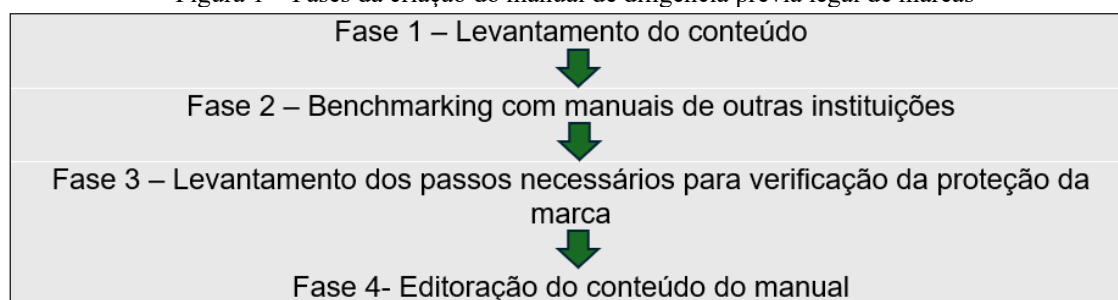 Figura 1 – Fases da criação do manual de diligência prévia legal de marcas
Fase 1 – Levantamento do conteúdo
Fase 2 – Benchmarking com manuais de outras instituições
Fase 3 – Levantamento dos passos necessários para verificação da proteção da
marca
Fase 4- Editoração do conteúdo do manual